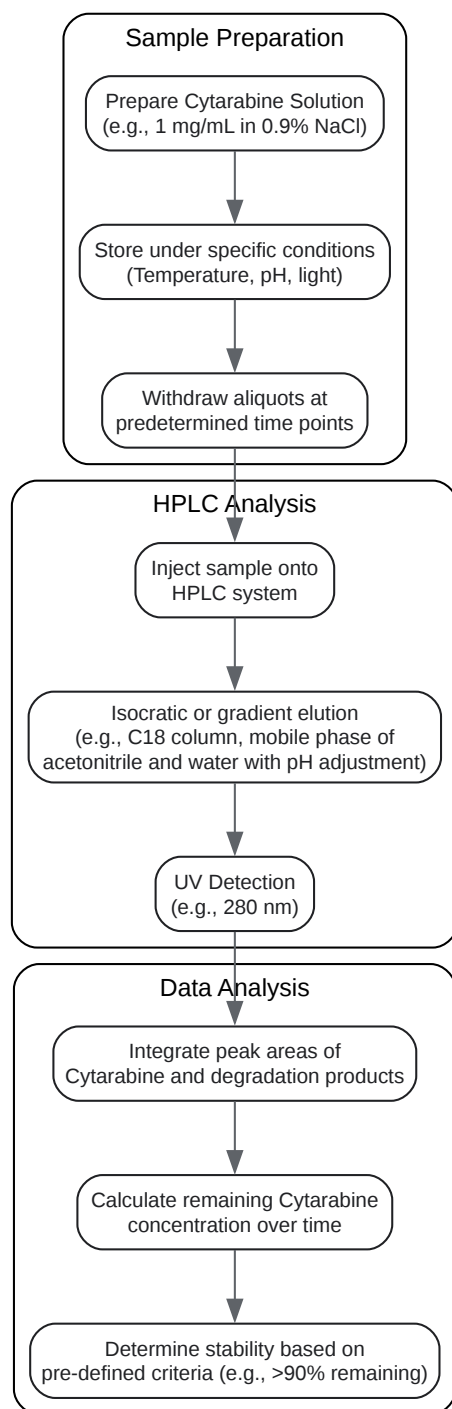 Sample Preparation
Prepare Cytarabine Solution
(e.g., 1 mg/mL in 0.9% NaCl)
Store under specific conditions
(Temperature, pH, light)
Withdraw aliquots at
predetermined time points
HPLC Analysis
Inject sample onto
HPLC system
Isocratic or gradient elution
(e.g., C18 column, mobile phase of
acetonitrile and water with pH adjustment)
UV Detection
(e.g., 280 nm)
Data Analysis
Integrate peak areas of
Cytarabine and degradation products
Calculate remaining Cytarabine
concentration over time
Determine stability based on
pre-defined criteria (e.g., >90% remaining)